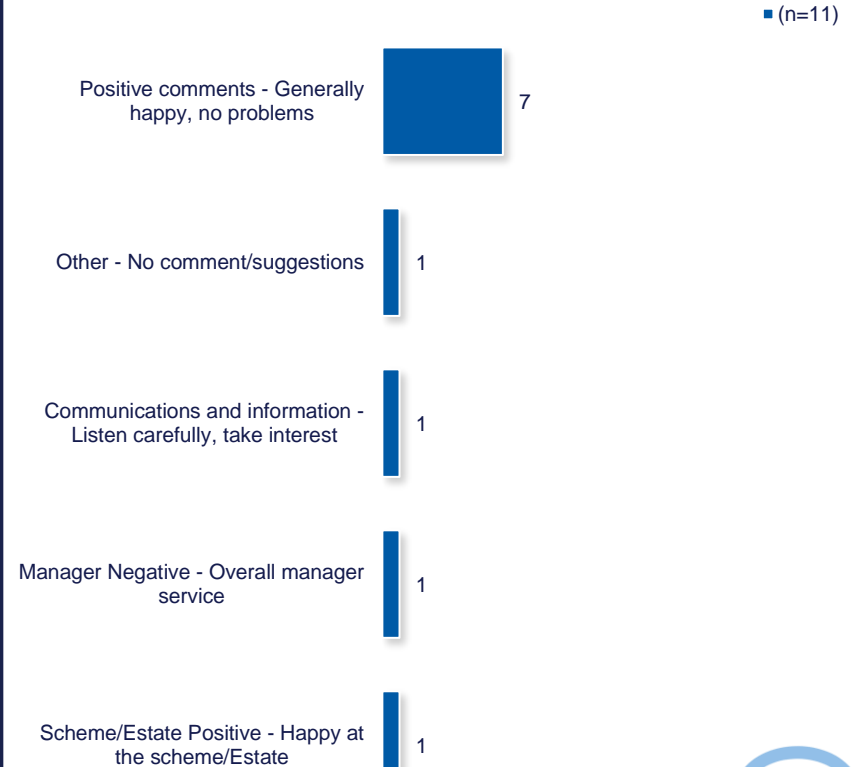 (n=11)
Positive comments - Generally
happy, no problems
7
Other - No comment/suggestions
1
Communications and information -
Listen carefully, take interest
1
Manager Negative - Overall manager
service
1
Scheme/Estate Positive - Happy at
the scheme/Estate
1